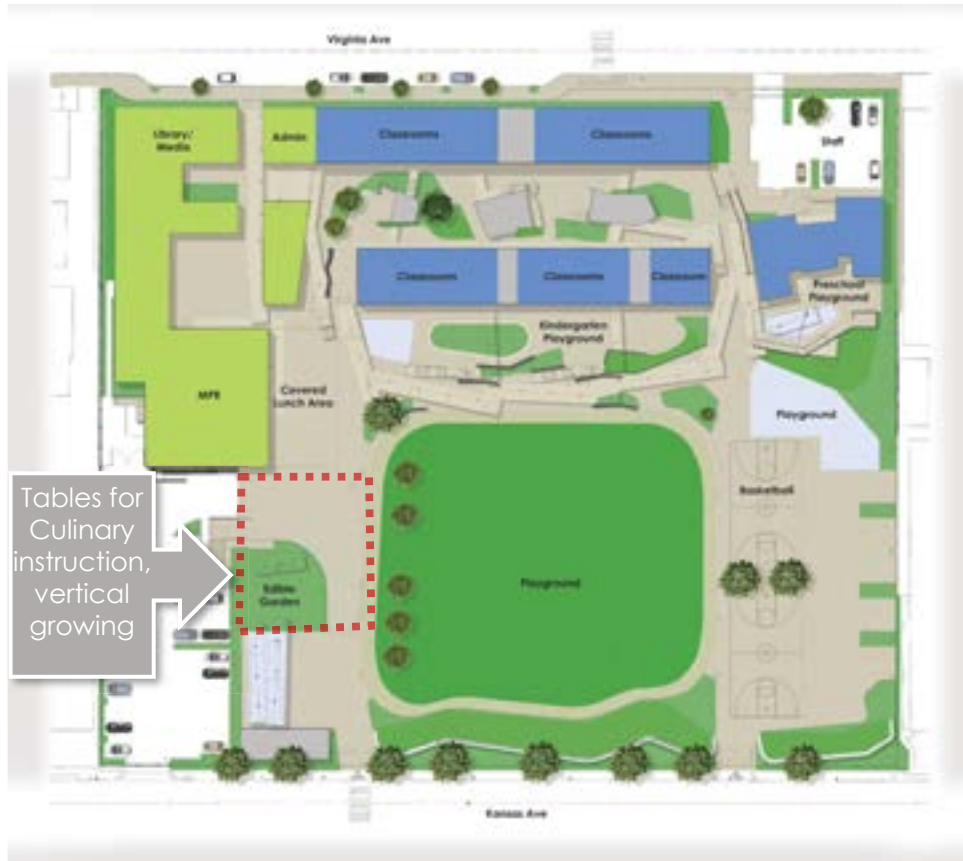 Virginia Ave
Library/
Media
Admin
Classrooms
Classrooms
Staff
Classroom
Classrooms
Classroom
Preschool
Playground
Kindergarten
Playground
MPR
Covered
Lunch Area
Playground
Basketball
Tables for
Culinary
instruction,
vertical
growing
Edible
Garden
Playground
Kansas Ave